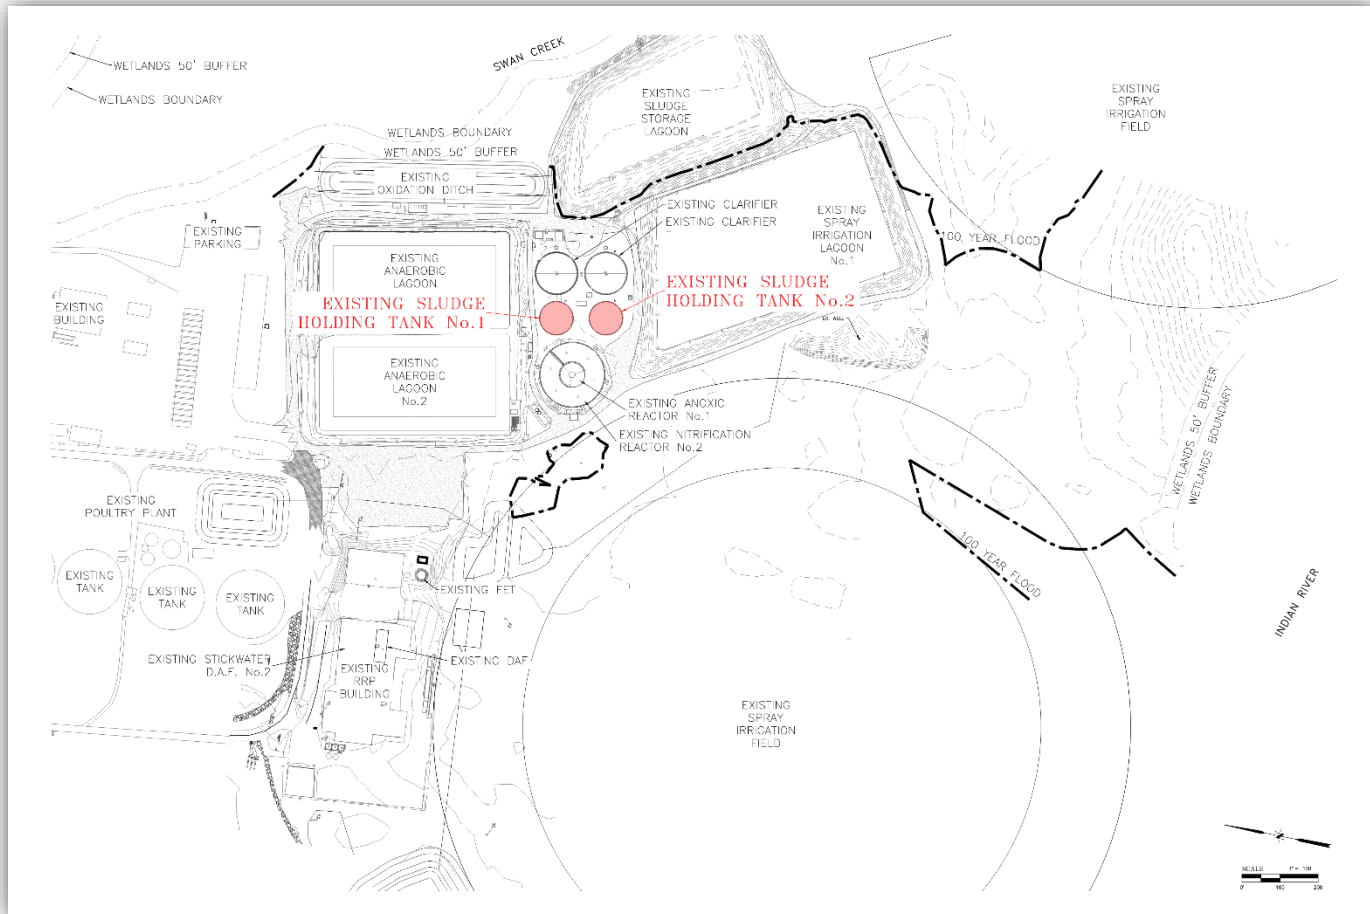 SWAN CREEK
WETLANDS 50' BUFFER
WETLANDS BOUNDARY
WETLANDS BOUNDARY
WETLANDS 50' BUFFER
EXISTING
OXIDATION DITCH
EXISTING
SLUDGE
STORAGE
LAGOON
EXISTING
SPRAY
IRRIGATION
FIELD
EXISTING CLARIFIER
EXISTING CLARIFIER
EXISTING
SPRAY
IRRIGATION
LAGOON
No.1
100 YEAR FLOOD
EXISTING
PARKING
EXISTING
ANAEROBIC
LAGOON
EXISTING SLUDGE
HOLDING TANK No.1
EXISTING SLUDGE
HOLDING TANK No.2
EXISTING
BUILDING
EX. WELL
EXISTING
ANAEROBIC
LAGOON
No.2
EXISTING ANOXIC
REACTOR No.1
EXISTING NITRIFICATION
REACTOR No.2
WETLANDS 50' BUFFER
WETLANDS BOUNDARY
EXISTING
POULTRY PLANT
100 YEAR FLOOD
EXISTING
TANK
EXISTING
TANK
EXISTING
TANK
EXISTING FET
INDIAN RIVER
EXISTING STICKWATER
D.A.F. No.2
EXISTING
RRP
BUILDING
EXISTING DAF
EXISTING
SPRAY
IRRIGATION
FIELD
SCALE
0' 100 200